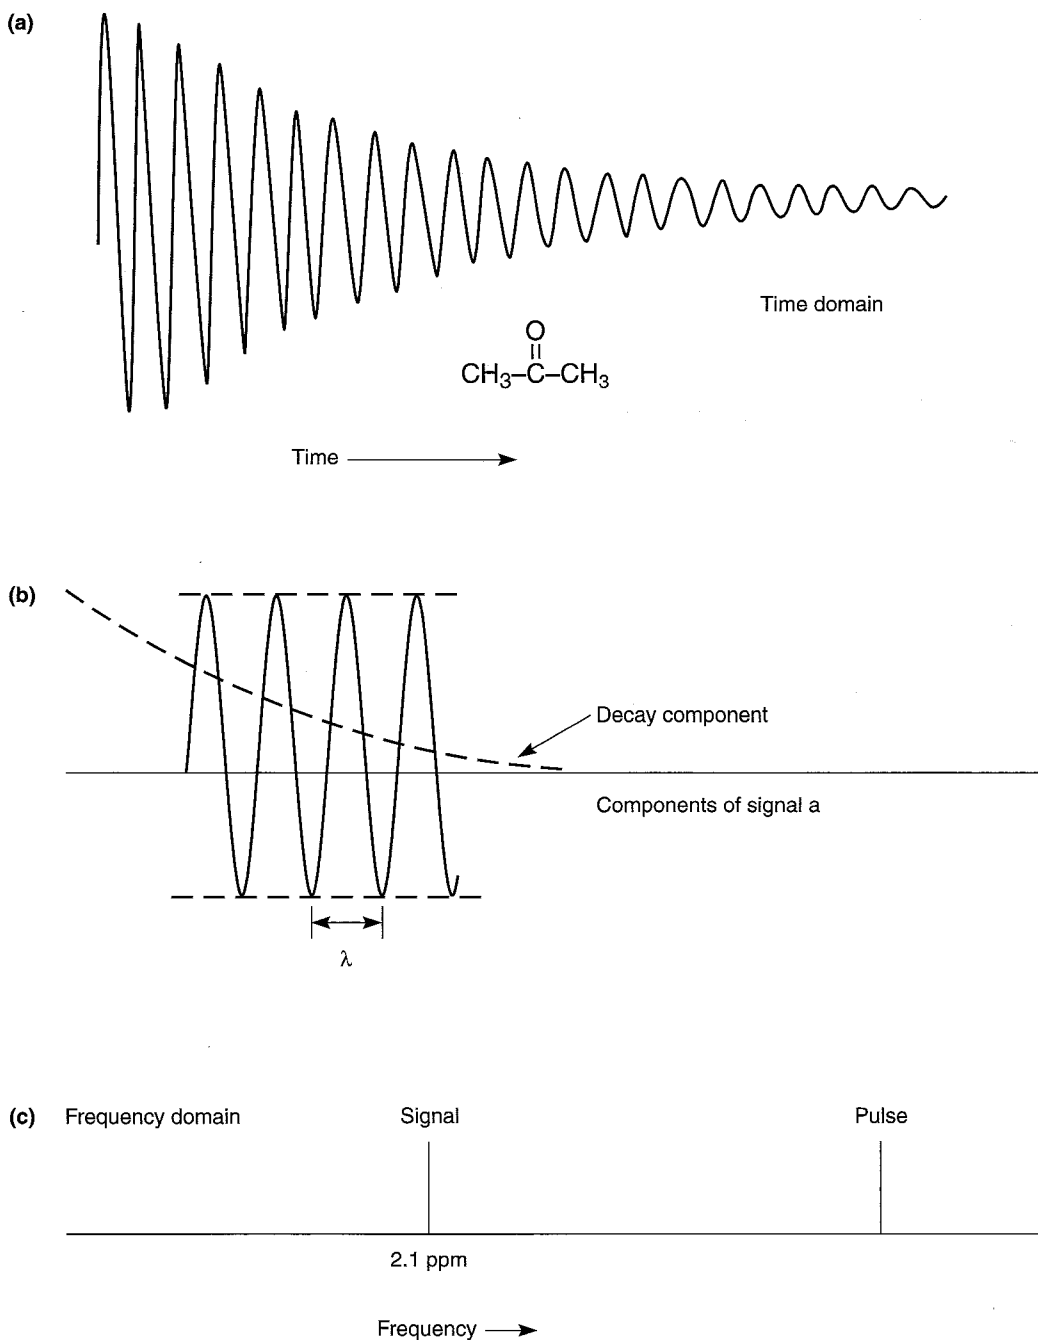 (a)
Time domain
O
CH3–C–CH3
Time
(b)
Decay component
Components of signal a
λ
(c) Frequency domain Signal Pulse
2.1 ppm
Frequency